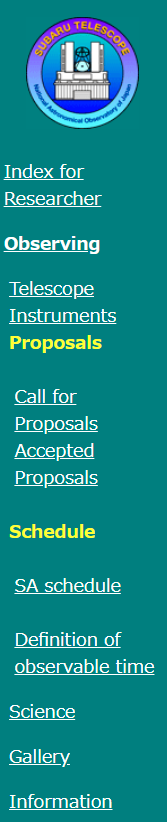 SUBARU TELESCOPE
National Astronomical Observatory of Japan
Index for
Researcher
Observing
Telescope
Instruments
Proposals
Call for
Proposals
Accepted
Proposals
Schedule
SA schedule
Definition of
observable time
Science
Gallery
Information